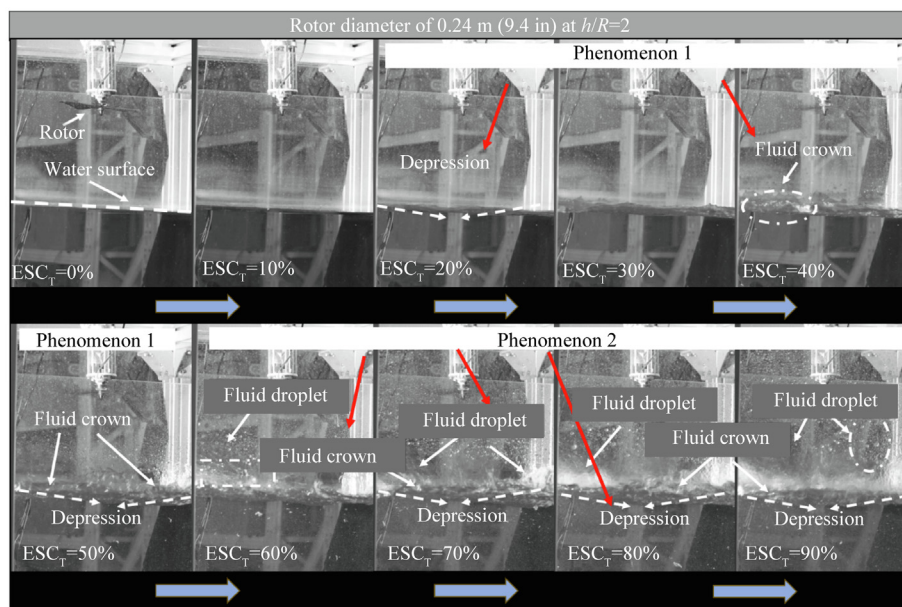 Rotor diameter of 0.24 m (9.4 in) at h/R=2
Phenomenon 1
Rotor
Water surface
Depression
Fluid crown
ESC_T=0%
ESC_T=10%
ESC_T=20%
ESC_T=30%
ESC_T=40%
Phenomenon 1
Phenomenon 2
Fluid crown
Fluid droplet
Fluid crown
Fluid droplet
Fluid droplet
Fluid crown
Fluid droplet
Depression
Depression
Depression
Depression
ESC_T=50%
ESC_T=60%
ESC_T=70%
ESC_T=80%
ESC_T=90%